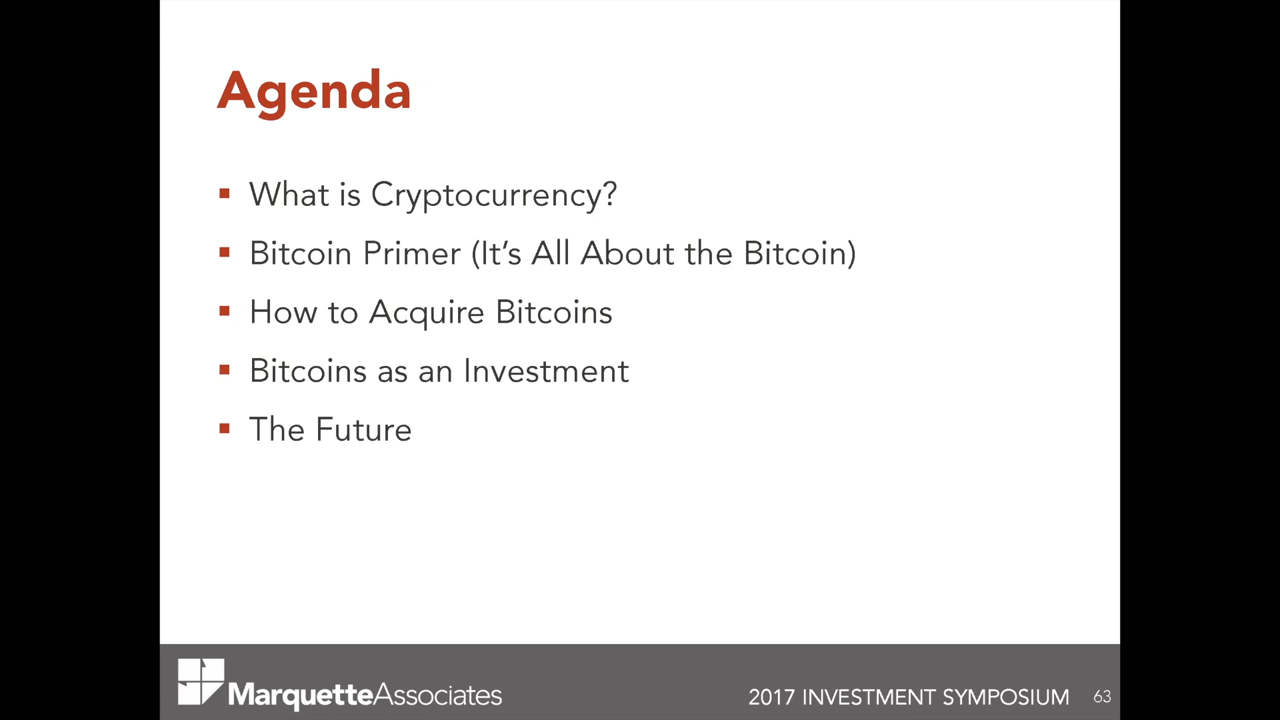 Agenda
▪ What is Cryptocurrency?
▪ Bitcoin Primer (It’s All About the Bitcoin)
▪ How to Acquire Bitcoins
▪ Bitcoins as an Investment
▪ The Future
MarquetteAssociates
2017 INVESTMENT SYMPOSIUM 63